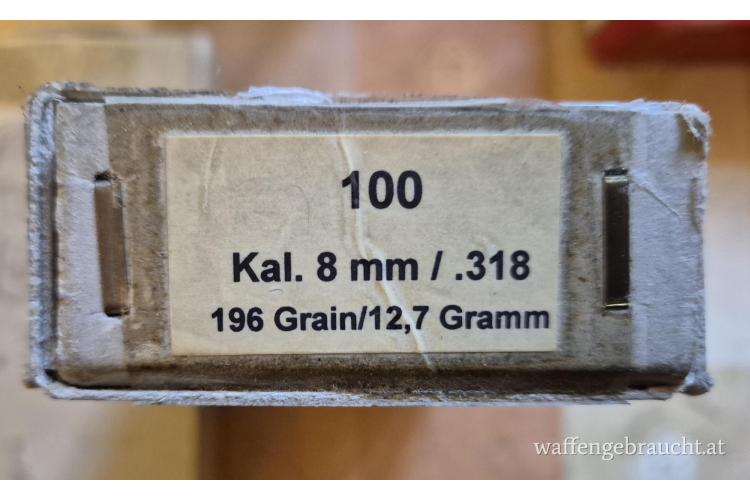 100
Kal. 8 mm / .318
196 Grain/12,7 Gramm
waffengebraucht.at